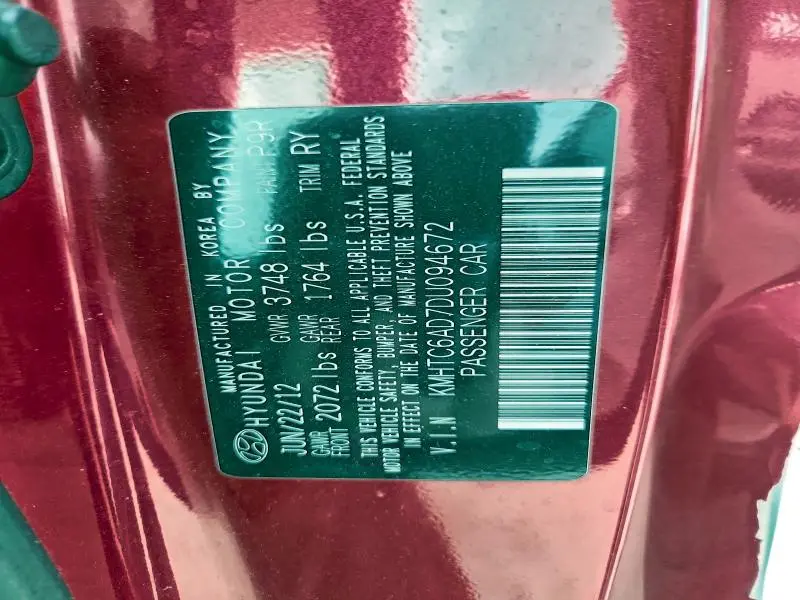 MANUFACTURED IN KOREA BY
HYUNDAI MOTOR COMPANY
JUN/22/12 GVWR 3748 lbs PAINT P9R
GAWR FRONT 2072 lbs GAWR REAR 1764 lbs TRIM RY
THIS VEHICLE CONFORMS TO ALL APPLICABLE U.S.A. FEDERAL
MOTOR VEHICLE SAFETY, BUMPER, AND THEFT PREVENTION STANDARDS
IN EFFECT ON THE DATE OF MANUFACTURE SHOWN ABOVE
V.I.N KMHTC6AD7DU094672
PASSENGER CAR